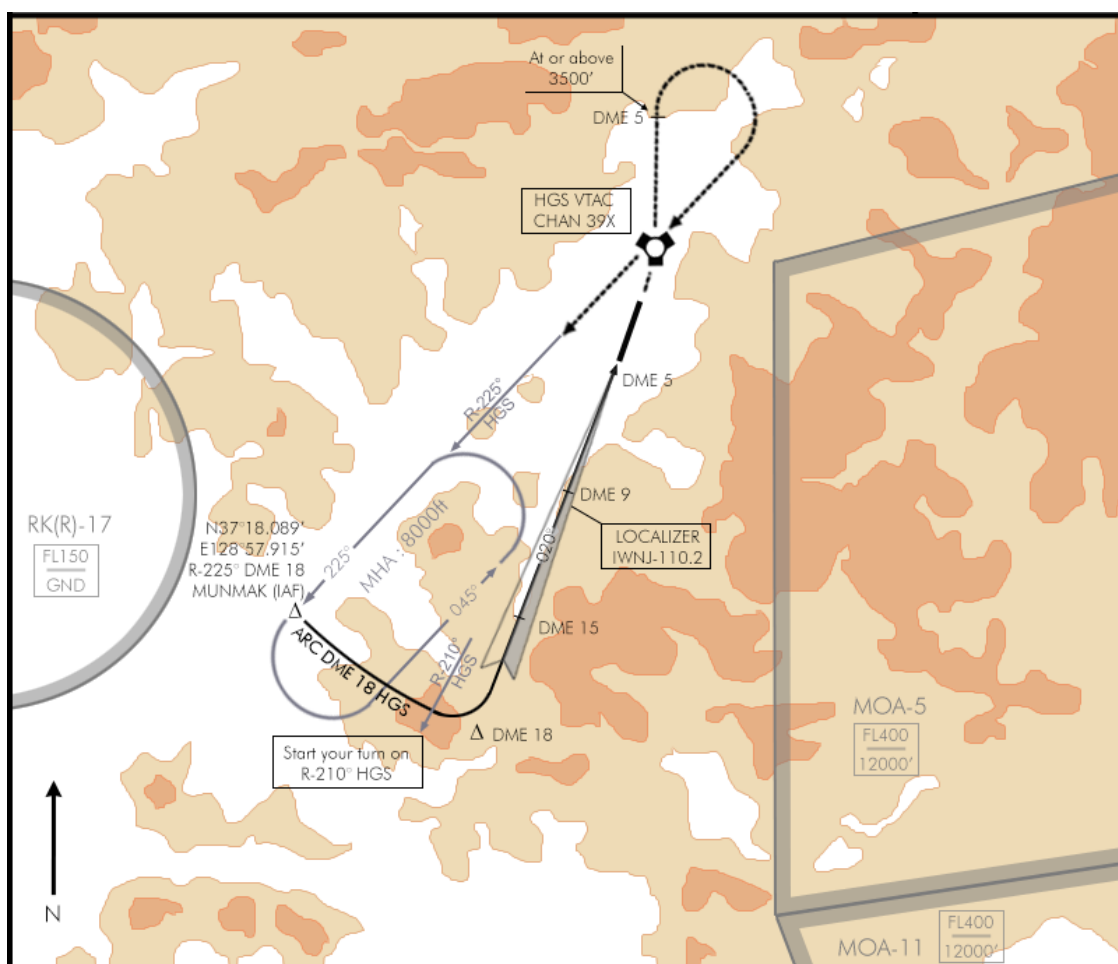 At or above
3500'
DME 5
HGS VTAC
CHAN 39X
DME 5
R-225°
HGS
DME 9
LOCALIZER
IWNJ-110.2
020°
RK(R)-17
FL150
GND
N37°18.089'
E128°57.915'
R-225° DME 18
MUNMAK (IAF)
225°
MHA : 8000ft
045°
DME 15
ARC DME 18 HGS
R-210°
HGS
DME 18
Start your turn on
R-210° HGS
MOA-5
FL400
12000'
N
MOA-11
FL400
12000'